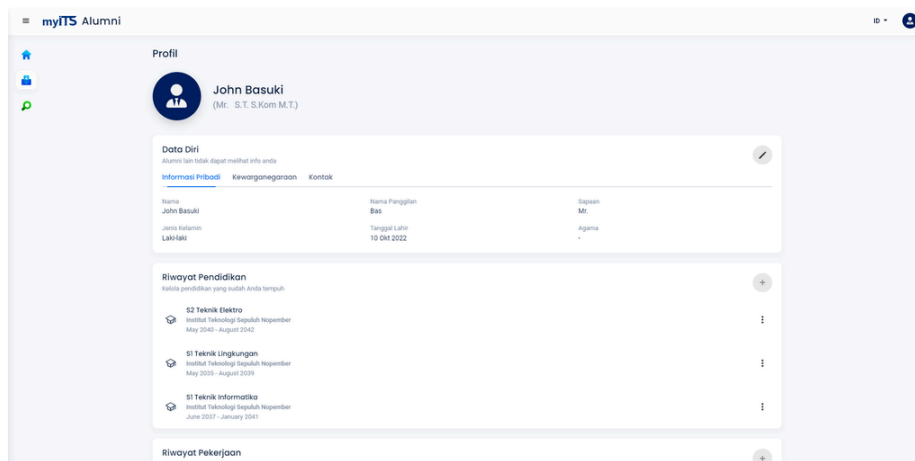 myITS Alumni
ID
Profil
John Basuki
(Mr. S.T. S.Kom M.T.)
Data Diri
Alumni lain tidak dapat melihat info anda
Informasi Pribadi Kewarganegaraan Kontak
Nama Nama Panggilan Sapaan
John Basuki Bas Mr.
Jenis Kelamin Tanggal Lahir Agama
Laki-laki 10 Okt 2022 -
Riwayat Pendidikan
Kelola pendidikan yang sudah Anda tempuh
S2 Teknik Elektro
Institut Teknologi Sepuluh Nopember
May 2040 - August 2042
S1 Teknik Lingkungan
Institut Teknologi Sepuluh Nopember
May 2035 - August 2039
S1 Teknik Informatika
Institut Teknologi Sepuluh Nopember
June 2037 - January 2041
Riwayat Pekerjaan